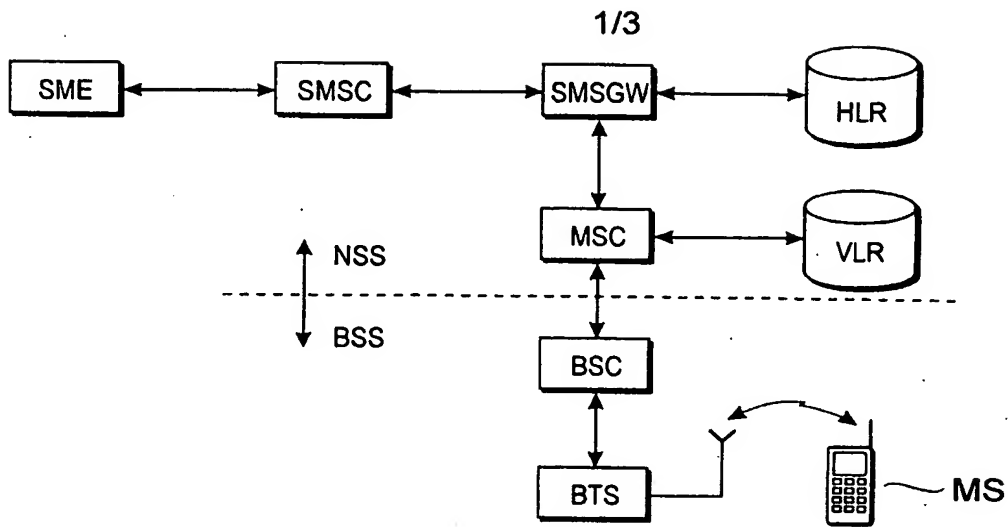 1/3
SME
SMSC
SMSGW
HLR
MSC
VLR
NSS
BSS
BSC
BTS
MS